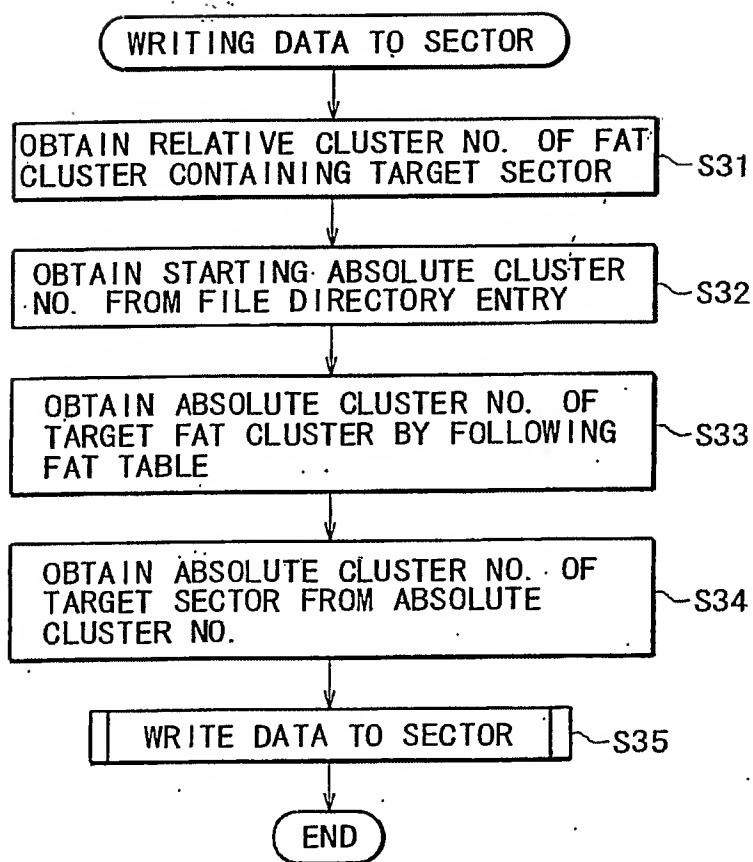 WRITING DATA TO SECTOR
OBTAIN RELATIVE CLUSTER NO. OF FAT
CLUSTER CONTAINING TARGET SECTOR
S31
OBTAIN STARTING ABSOLUTE CLUSTER
NO. FROM FILE DIRECTORY ENTRY
S32
OBTAIN ABSOLUTE CLUSTER NO. OF
TARGET FAT CLUSTER BY FOLLOWING
FAT TABLE
S33
OBTAIN ABSOLUTE CLUSTER NO. OF
TARGET SECTOR FROM ABSOLUTE
CLUSTER NO.
S34
WRITE DATA TO SECTOR
S35
END